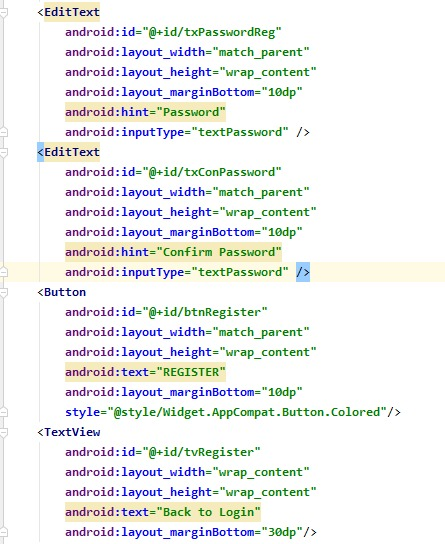 <EditText
android:id="@+id/txPasswordReg"
android:layout_width="match_parent"
android:layout_height="wrap_content"
android:layout_marginBottom="10dp"
android:hint="Password"
android:inputType="textPassword" />
<EditText
android:id="@+id/txConPassword"
android:layout_width="match_parent"
android:layout_height="wrap_content"
android:layout_marginBottom="10dp"
android:hint="Confirm Password"
android:inputType="textPassword" />
<Button
android:id="@+id/btnRegister"
android:layout_width="match_parent"
android:layout_height="wrap_content"
android:text="REGISTER"
android:layout_marginBottom="10dp"
style="@style/Widget.AppCompat.Button.Colored"/>
<TextView
android:id="@+id/tvRegister"
android:layout_width="wrap_content"
android:layout_height="wrap_content"
android:text="Back to Login"
android:layout_marginBottom="30dp"/>